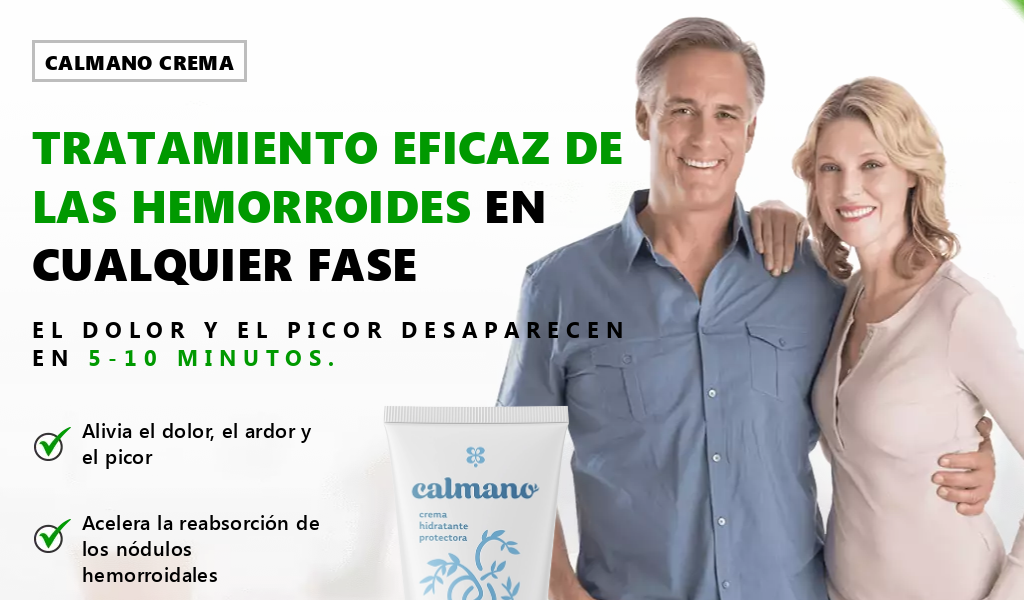 CALMANO CREMA
TRATAMIENTO EFICAZ DE
LAS HEMORROIDES EN
CUALQUIER FASE
EL DOLOR Y EL PICOR DESAPARECEN
EN 5-10 MINUTOS.
Alivia el dolor, el ardor y
el picor
Acelera la reabsorción de
los nódulos
hemorroidales
calmano
crema
hidratante
protectora